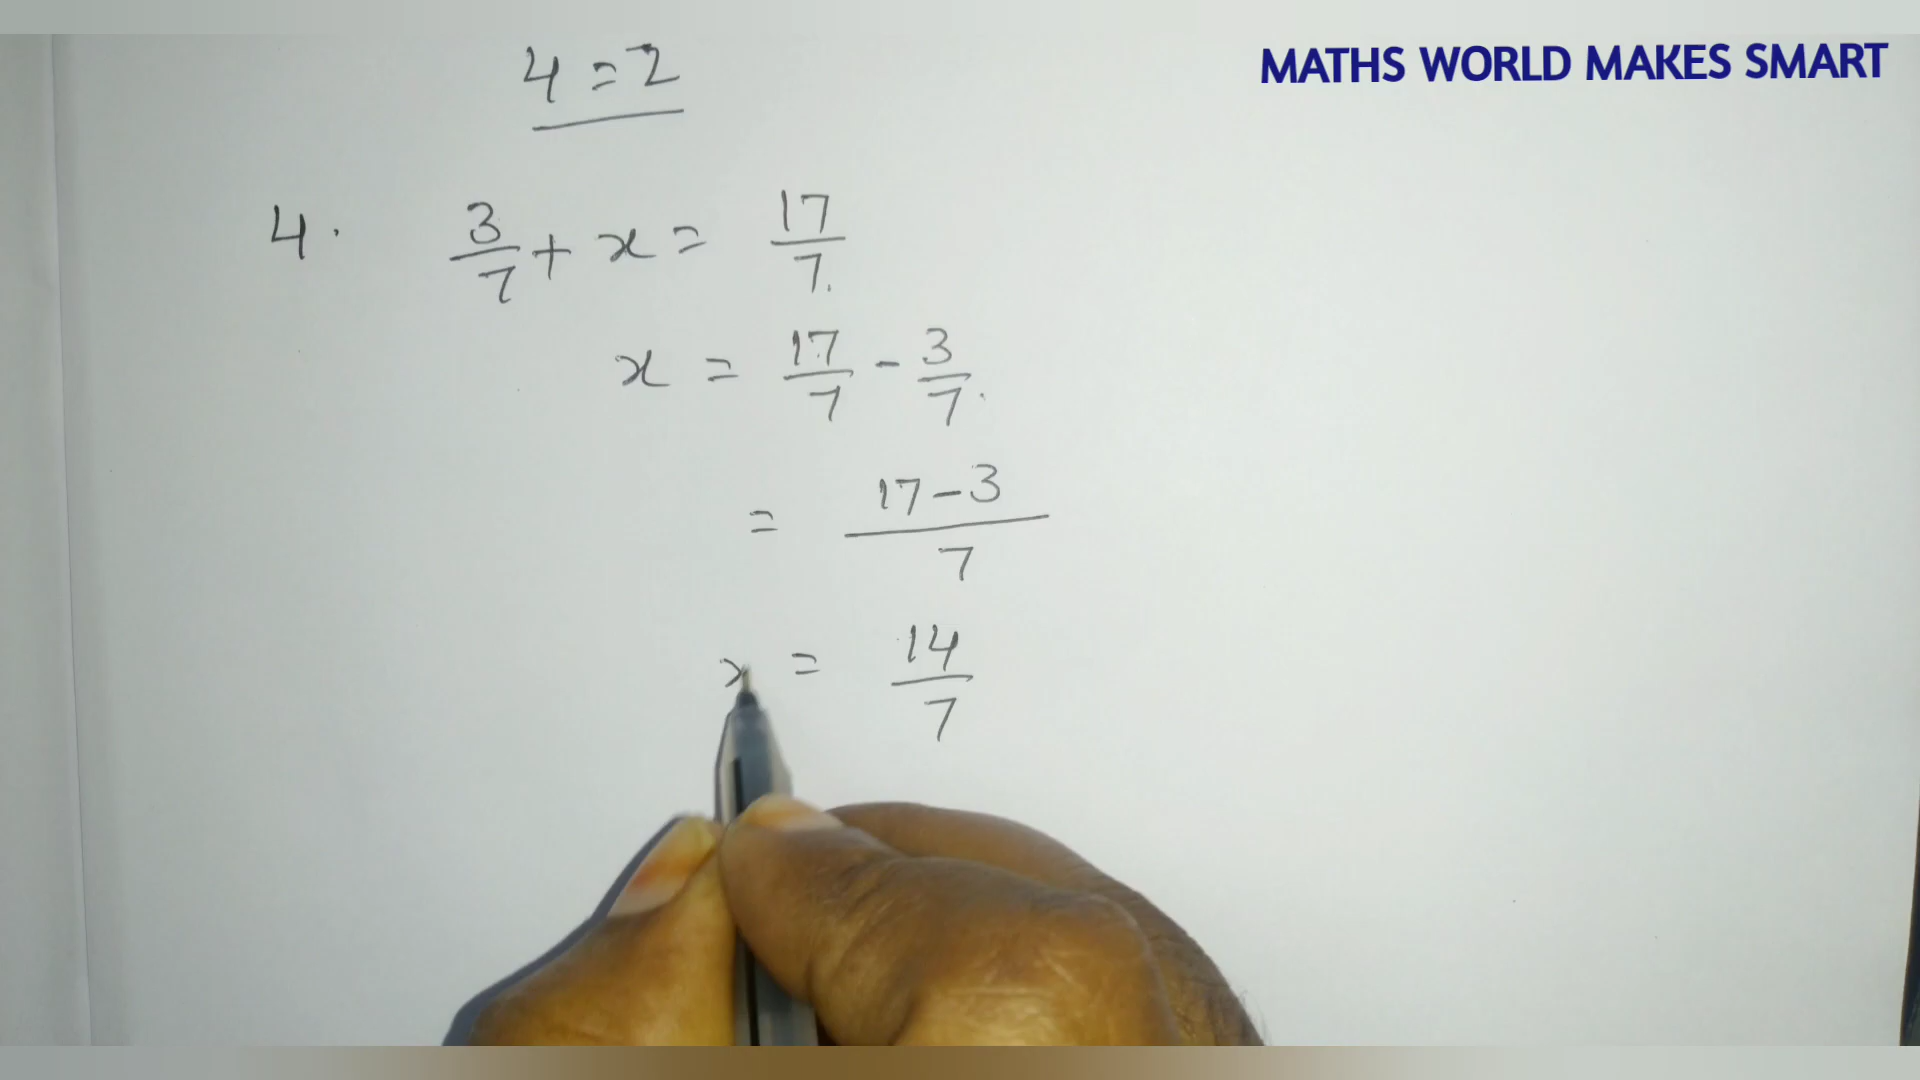 MATHS WORLD MAKES SMART
4 = 2
4. 3/7 + x = 17/7.
x = 17/7 - 3/7.
= 17-3/7
x = 14/7